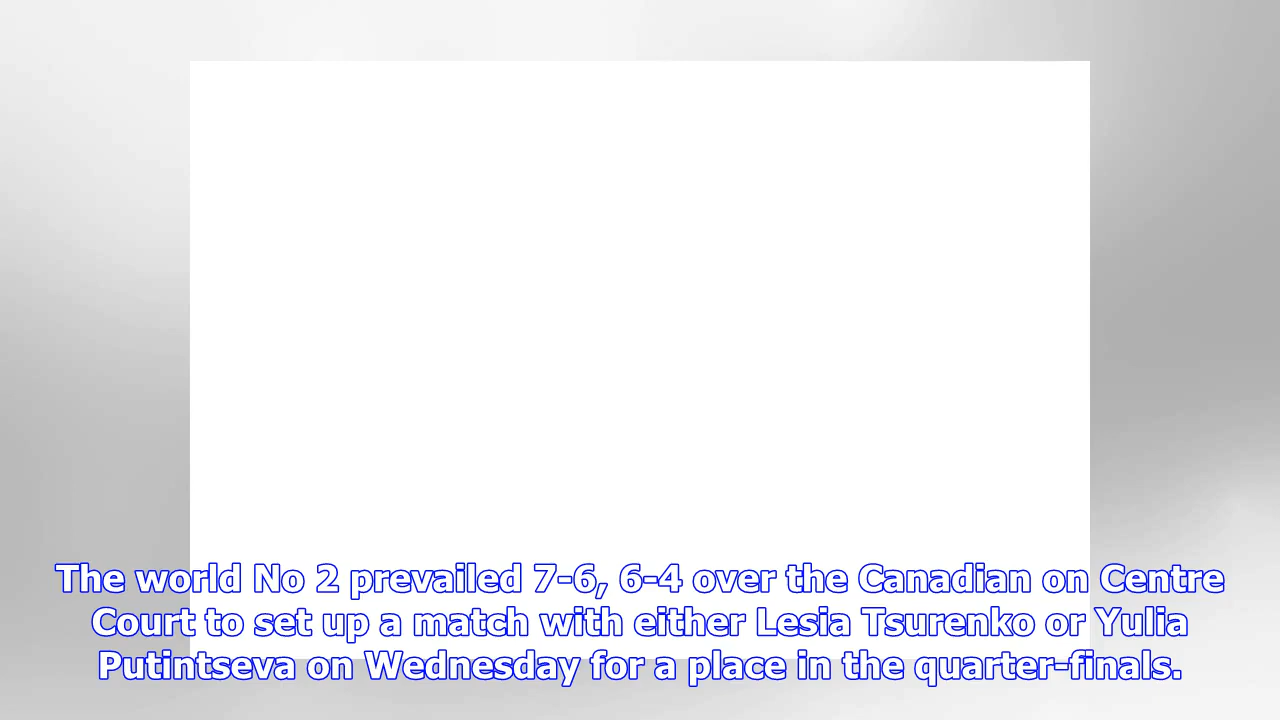 The world No 2 prevailed 7-6, 6-4 over the Canadian on Centre
Court to set up a match with either Lesia Tsurenko or Yulia
Putintseva on Wednesday for a place in the quarter-finals.